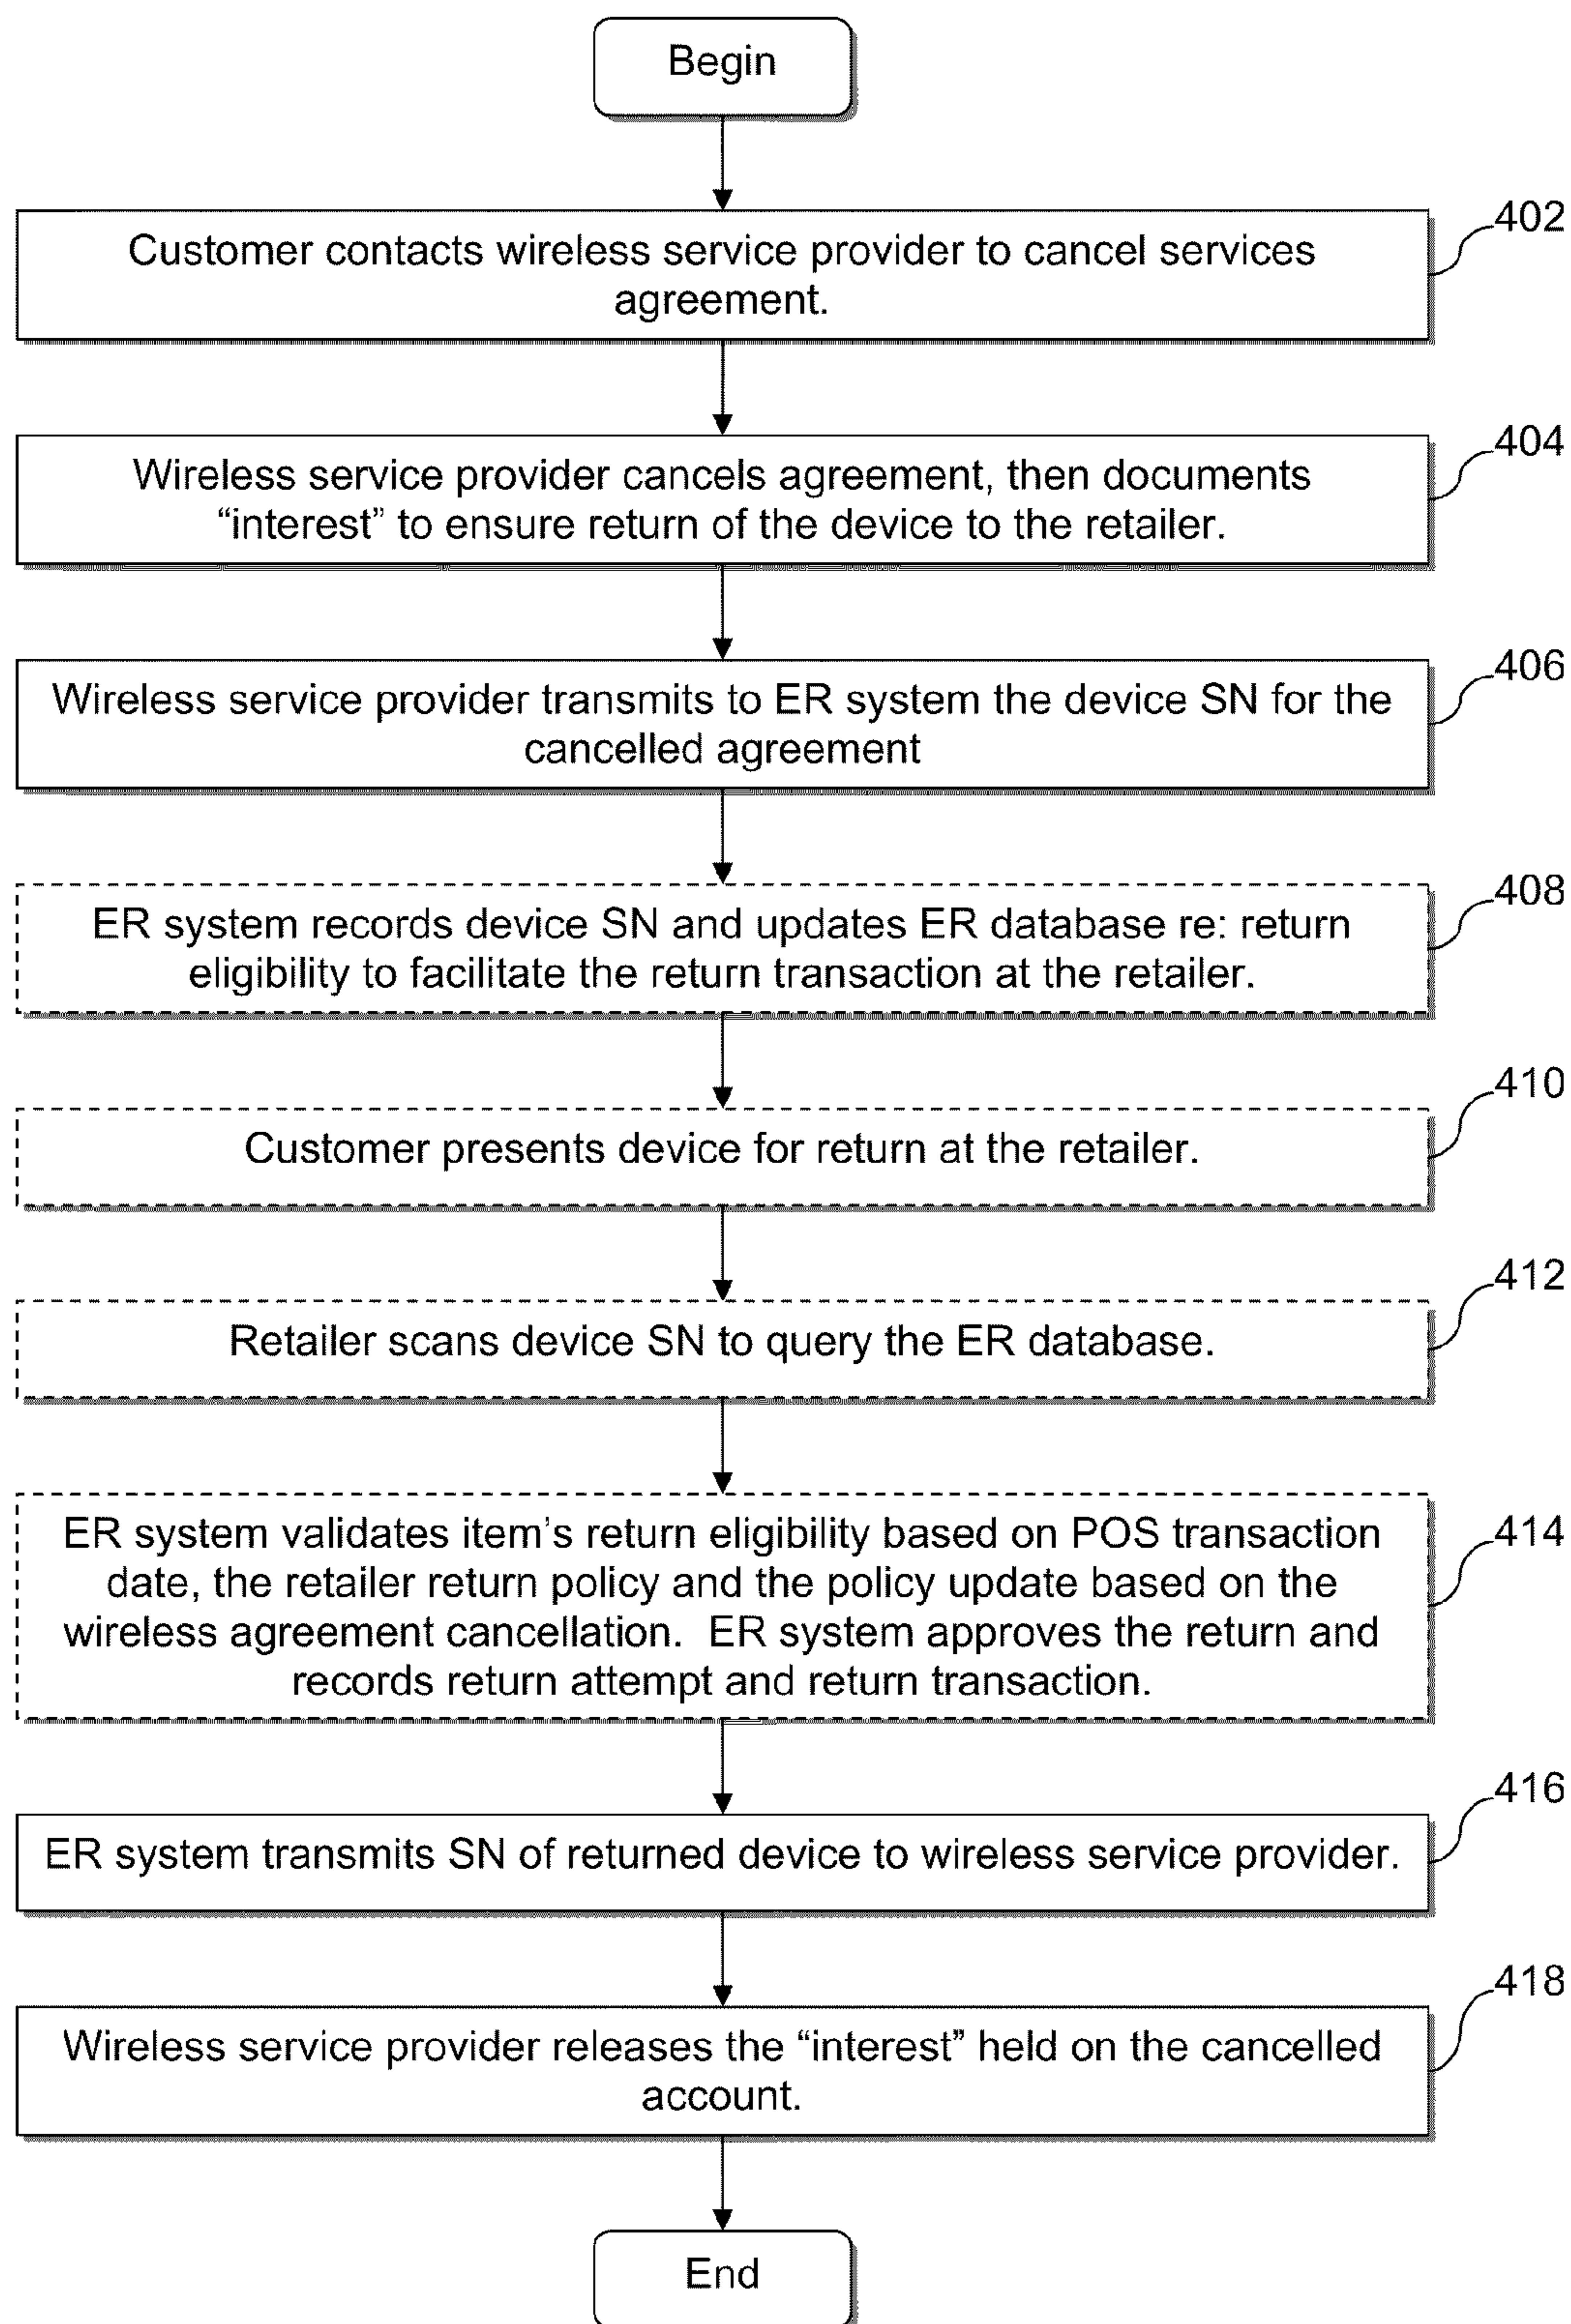 Begin
402
Customer contacts wireless service provider to cancel services
agreement.
404
Wireless service provider cancels agreement, then documents
“interest” to ensure return of the device to the retailer.
406
Wireless service provider transmits to ER system the device SN for the
cancelled agreement
408
ER system records device SN and updates ER database re: return
eligibility to facilitate the return transaction at the retailer.
410
Customer presents device for return at the retailer.
412
Retailer scans device SN to query the ER database.
414
ER system validates item’s return eligibility based on POS transaction
date, the retailer return policy and the policy update based on the
wireless agreement cancellation.  ER system approves the return and
records return attempt and return transaction.
416
ER system transmits SN of returned device to wireless service provider.
418
Wireless service provider releases the “interest” held on the cancelled
account.
End